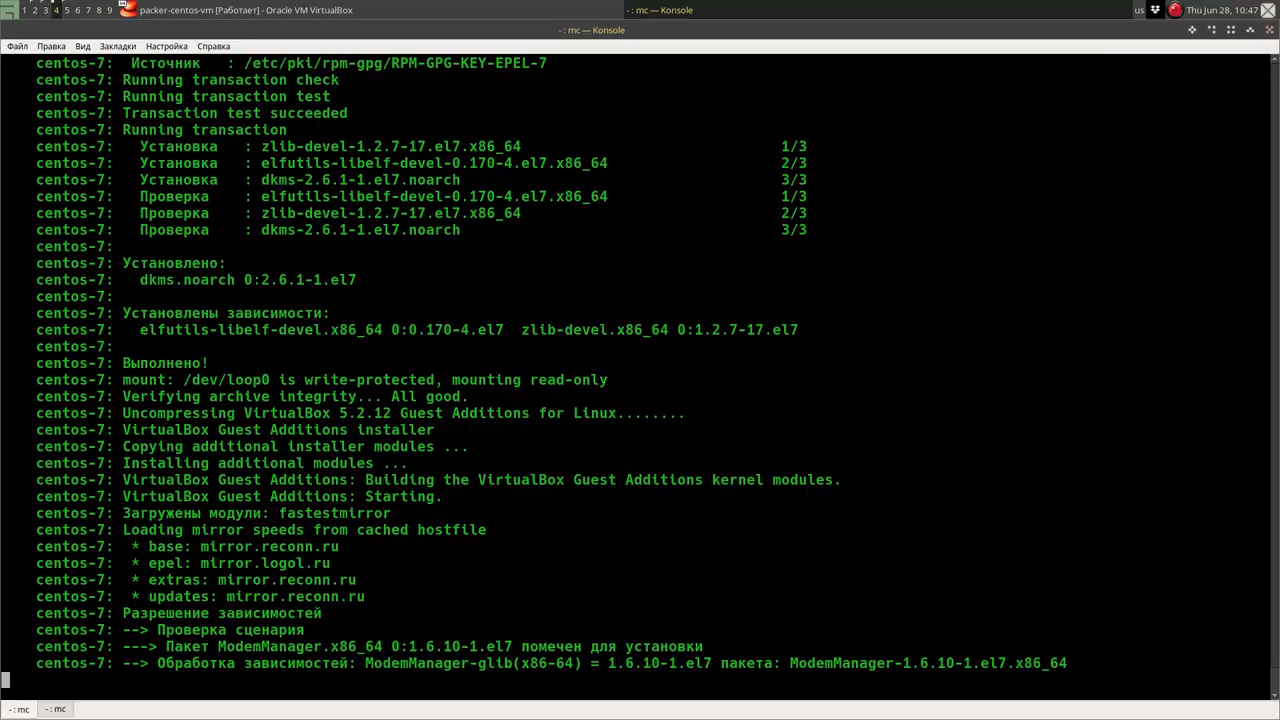 1 2 3 4 5 6 7 8 9 packer-centos-vm [Работает] - Oracle VM VirtualBox - : mc — Konsole us Thu Jun 28, 10:47
- : mc — Konsole
Файл Правка Вид Закладки Настройка Справка
centos-7:  Источник   : /etc/pki/rpm-gpg/RPM-GPG-KEY-EPEL-7
centos-7: Running transaction check
centos-7: Running transaction test
centos-7: Transaction test succeeded
centos-7: Running transaction
centos-7:   Установка   : zlib-devel-1.2.7-17.el7.x86_64 1/3
centos-7:   Установка   : elfutils-libelf-devel-0.170-4.el7.x86_64 2/3
centos-7:   Установка   : dkms-2.6.1-1.el7.noarch 3/3
centos-7:   Проверка    : elfutils-libelf-devel-0.170-4.el7.x86_64 1/3
centos-7:   Проверка    : zlib-devel-1.2.7-17.el7.x86_64 2/3
centos-7:   Проверка    : dkms-2.6.1-1.el7.noarch 3/3
centos-7:
centos-7: Установлено:
centos-7:   dkms.noarch 0:2.6.1-1.el7
centos-7:
centos-7: Установлены зависимости:
centos-7:   elfutils-libelf-devel.x86_64 0:0.170-4.el7  zlib-devel.x86_64 0:1.2.7-17.el7
centos-7:
centos-7: Выполнено!
centos-7: mount: /dev/loop0 is write-protected, mounting read-only
centos-7: Verifying archive integrity... All good.
centos-7: Uncompressing VirtualBox 5.2.12 Guest Additions for Linux........
centos-7: VirtualBox Guest Additions installer
centos-7: Copying additional installer modules ...
centos-7: Installing additional modules ...
centos-7: VirtualBox Guest Additions: Building the VirtualBox Guest Additions kernel modules.
centos-7: VirtualBox Guest Additions: Starting.
centos-7: Загружены модули: fastestmirror
centos-7: Loading mirror speeds from cached hostfile
centos-7:  * base: mirror.reconn.ru
centos-7:  * epel: mirror.logol.ru
centos-7:  * extras: mirror.reconn.ru
centos-7:  * updates: mirror.reconn.ru
centos-7: Разрешение зависимостей
centos-7: --> Проверка сценария
centos-7: ---> Пакет ModemManager.x86_64 0:1.6.10-1.el7 помечен для установки
centos-7: --> Обработка зависимостей: ModemManager-glib(x86-64) = 1.6.10-1.el7 пакета: ModemManager-1.6.10-1.el7.x86_64
- : mc - : mc